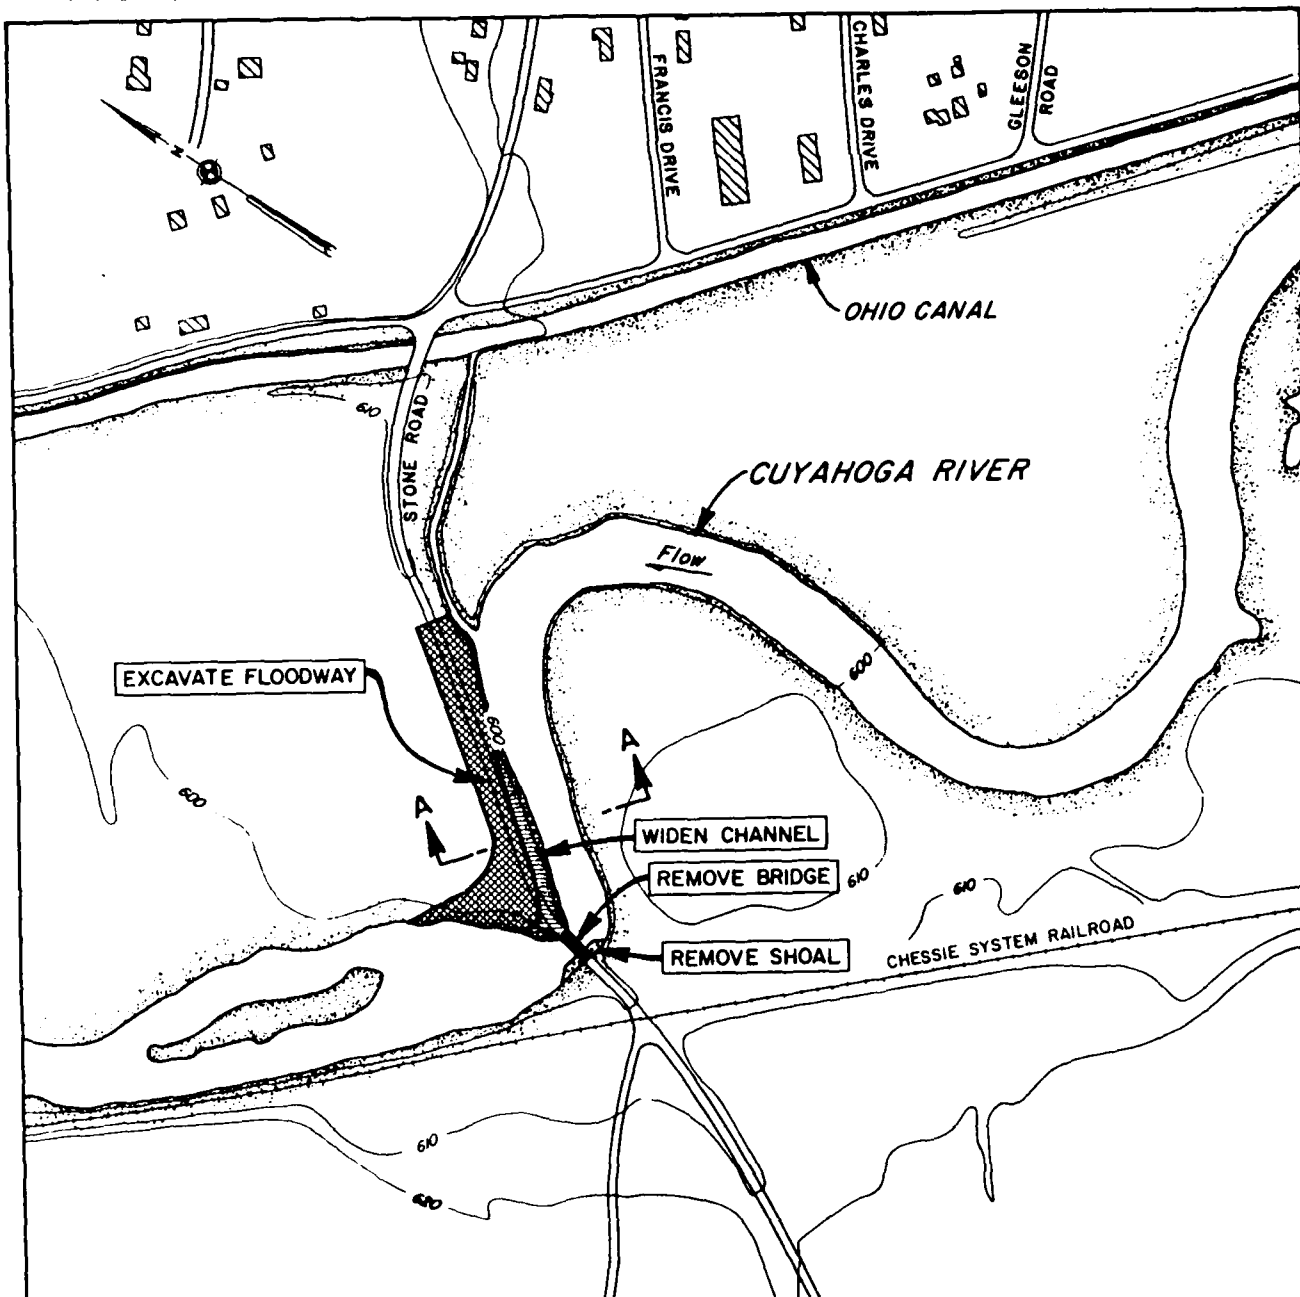 FRANCIS DRIVE
CHARLES DRIVE
GLEESON
ROAD
N
OHIO CANAL
610
STONE ROAD
CUYAHOGA RIVER
Flow
600
EXCAVATE FLOODWAY
600
A
600
A
WIDEN CHANNEL
REMOVE BRIDGE
610
610
REMOVE SHOAL
CHESSIE SYSTEM RAILROAD
610
620